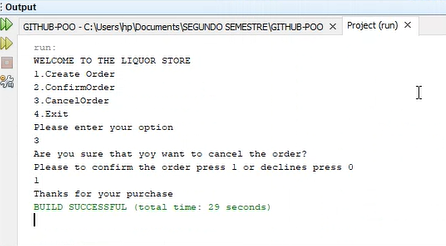 Output
GITHUB-POO - C:\Users\hp\Documents\SEGUNDO SEMESTRE\GITHUB-POO × Project (run) ×
run:
WELCOME TO THE LIQUOR STORE
1.Create Order
2.ConfirmOrder
3.CancelOrder
4.Exit
Please enter your option
3
Are you sure that yoy want to cancel the order?
Please to confirm the order press 1 or declines press 0
1
Thanks for your purchase
BUILD SUCCESSFUL (total time: 29 seconds)